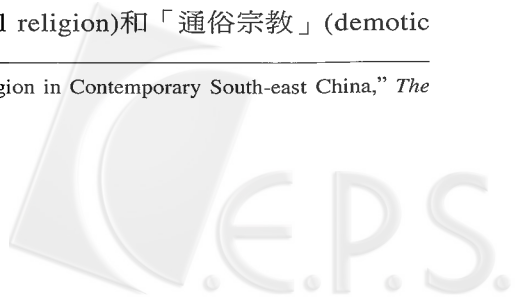 l religion)和「通俗宗教」(demotic
gion in Contemporary South-east China,” The
C.E.P.S.